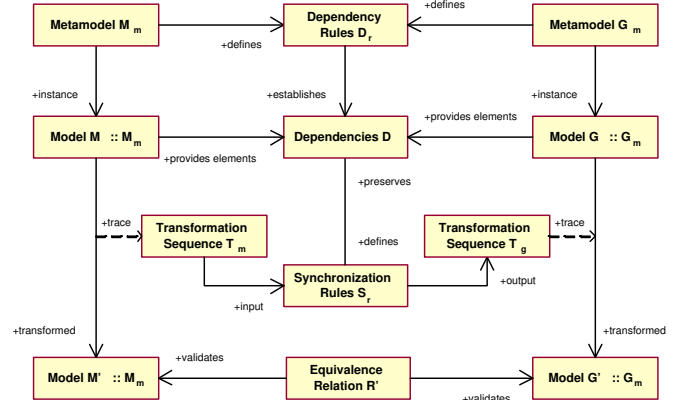 +defines
Metamodel M m
Dependency
Rules D r
Metamodel G m
+defines
+instance
+establishes
+instance
+provides elements
Model M :: M m
Dependencies D
Model G :: G m
+provides elements
+preserves
+trace
+trace
Transformation
Sequence T m
Transformation
Sequence T g
+defines
Synchronization
Rules S r
+output
+input
+transformed
+transformed
+validates
Model M' :: M m
Equivalence
Relation R'
Model G' :: G m
+validates